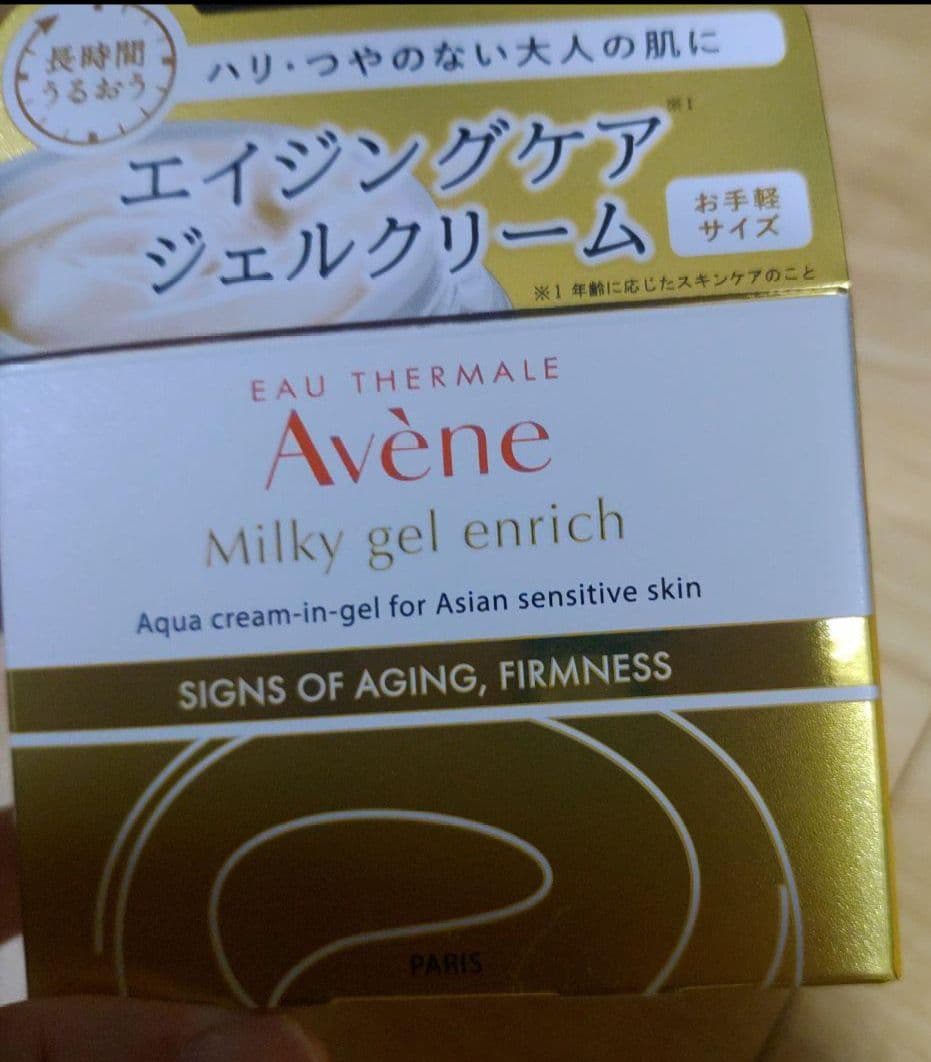 長時間
うるおう
ハリ・つやのない大人の肌に
エイジングケア※1
ジェルクリーム
お手軽
サイズ
※1 年齢に応じたスキンケアのこと
EAU THERMALE
Avène
Milky gel enrich
Aqua cream-in-gel for Asian sensitive skin
SIGNS OF AGING, FIRMNESS
PARIS